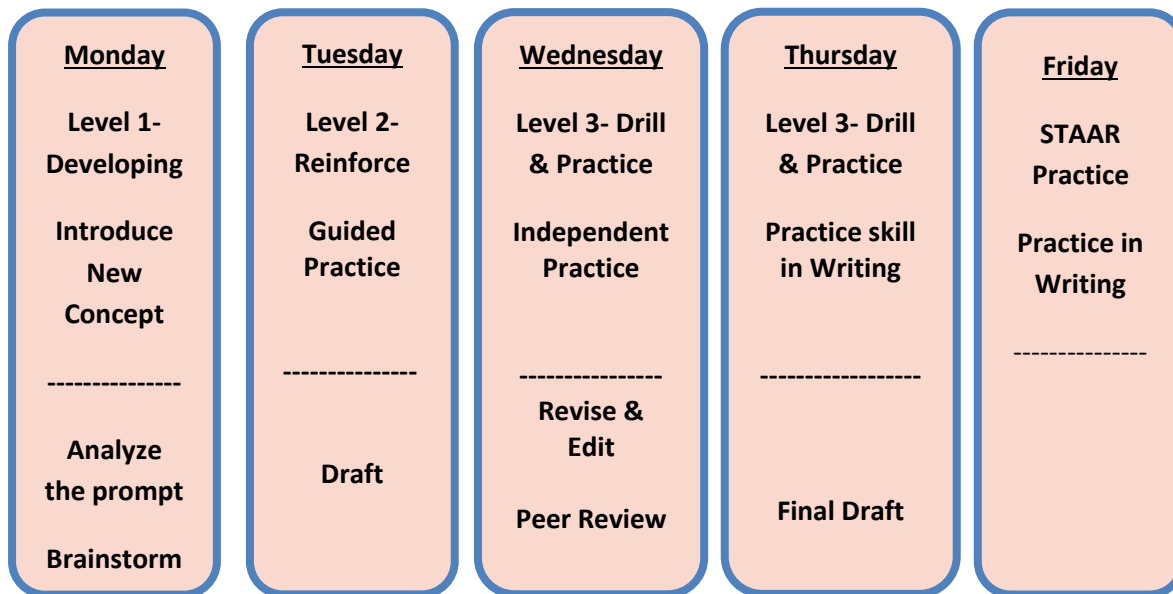 Monday
Level 1-
Developing
Introduce
New
Concept
---------------
Analyze
the prompt
Brainstorm
Tuesday
Level 2-
Reinforce
Guided
Practice
---------------
Draft
Wednesday
Level 3- Drill
& Practice
Independent
Practice
----------------
Revise &
Edit
Peer Review
Thursday
Level 3- Drill
& Practice
Practice skill
in Writing
------------------
Final Draft
Friday
STAAR
Practice
Practice in
Writing
---------------